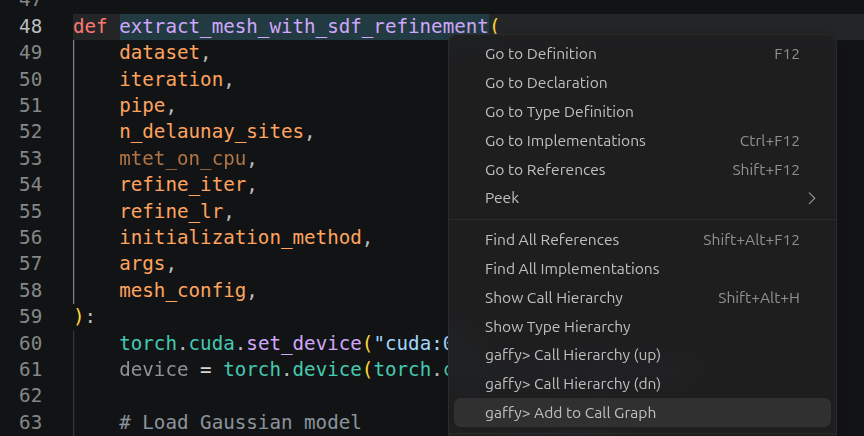 48 def extract_mesh_with_sdf_refinement(
49 dataset,
50 iteration,
51 pipe,
52 n_delaunay_sites,
53 mtet_on_cpu,
54 refine_iter,
55 refine_lr,
56 initialization_method,
57 args,
58 mesh_config,
59 ):
60 torch.cuda.set_device("cuda:0
61 device = torch.device(torch.c
62
63 # Load Gaussian model
Go to Definition F12
Go to Declaration
Go to Type Definition
Go to Implementations Ctrl+F12
Go to References Shift+F12
Peek
Find All References Shift+Alt+F12
Find All Implementations
Show Call Hierarchy Shift+Alt+H
Show Type Hierarchy
gaffy> Call Hierarchy (up)
gaffy> Call Hierarchy (dn)
gaffy> Add to Call Graph